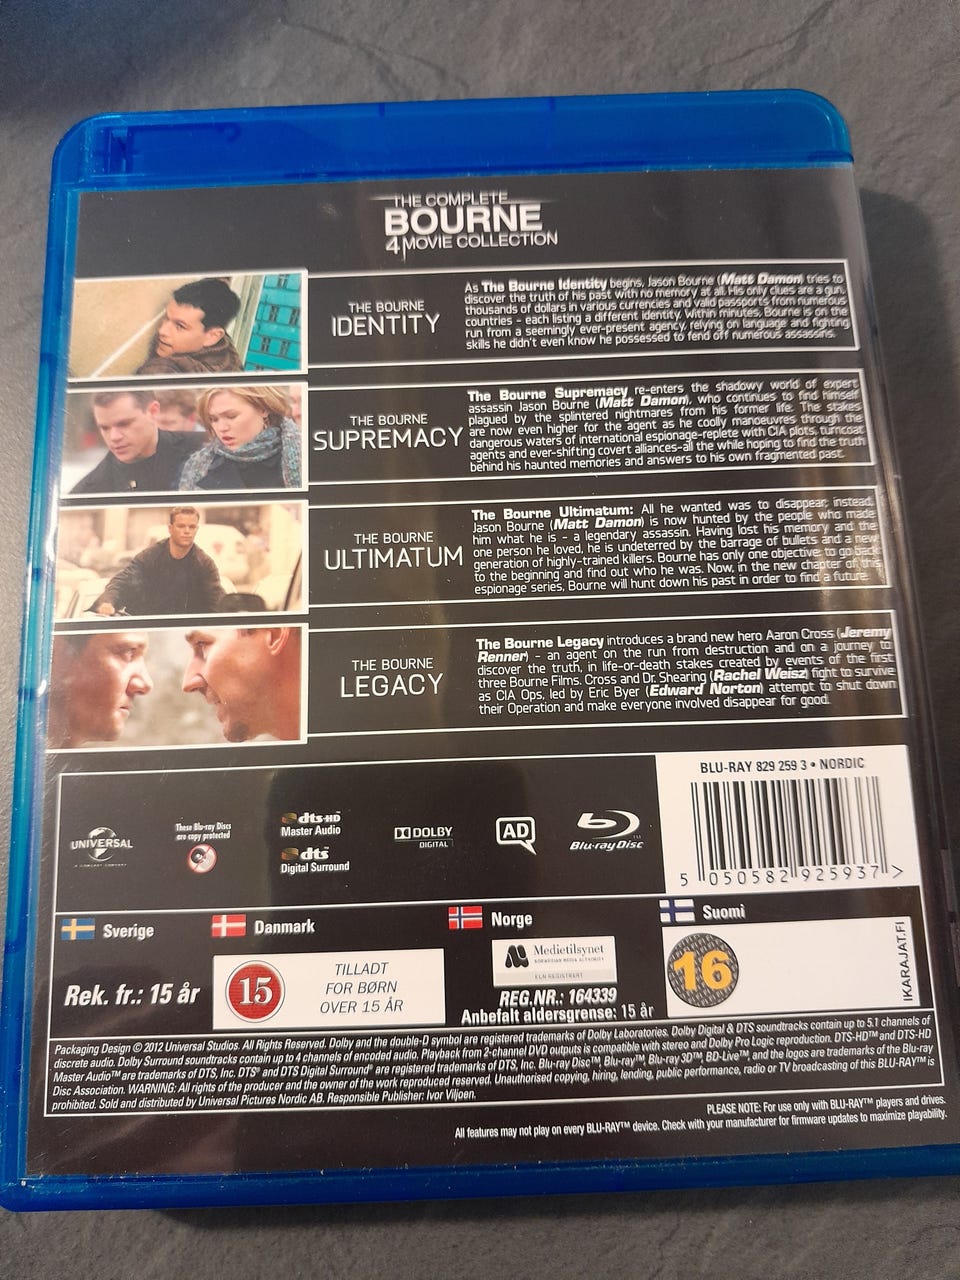 THE COMPLETE
BOURNE
4 MOVIE COLLECTION
THE BOURNE
IDENTITY
As The Bourne Identity begins, Jason Bourne (Matt Damon) tries to
discover the truth of his past with no memory at all. His only clues are a gun,
thousands of dollars in various currencies and valid passports from numerous
countries - each listing a different identity. Within minutes, Bourne is on the
run from a seemingly ever-present agency, relying on language and fighting
skills he didn't even know he possessed to fend off numerous assassins.
THE BOURNE
SUPREMACY
The Bourne Supremacy re-enters the shadowy world of expert
assassin Jason Bourne (Matt Damon), who continues to find himself
plagued by the splintered nightmares from his former life. The stakes
are now even higher for the agent as he coolly manoeuvres through the
dangerous waters of international espionage-replete with CIA plots, turncoat
agents and ever-shifting covert alliances-all the while hoping to find the truth
behind his haunted memories and answers to his own fragmented past.
THE BOURNE
ULTIMATUM
The Bourne Ultimatum: All he wanted was to disappear, instead,
Jason Bourne (Matt Damon) is now hunted by the people who made
him what he is - a legendary assassin. Having lost his memory and the
one person he loved, he is undeterred by the barrage of bullets and a new
generation of highly-trained killers. Bourne has only one objective: to go back
to the beginning and find out who he was. Now, in the new chapter of this
espionage series, Bourne will hunt down his past in order to find a future.
THE BOURNE
LEGACY
The Bourne Legacy introduces a brand new hero Aaron Cross (Jeremy
Renner) - an agent on the run from destruction and on a journey to
discover the truth, in life-or-death stakes created by events of the first
three Bourne Films. Cross and Dr. Shearing (Rachel Weisz) fight to survive
as CIA Ops, led by Eric Byer (Edward Norton) attempt to shut down
their Operation and make everyone involved disappear for good.
UNIVERSAL
These Blu-ray Discs
are copy protected
dts-HD
Master Audio
dts
Digital Surround
DOLBY
DIGITAL
AD
Blu-ray Disc™
BLU-RAY 829 259 3 • NORDIC
5 050582 925937 >
Sverige
Danmark
Norge
Suomi
Rek. fr.: 15 år
15
TILLADT
FOR BØRN
OVER 15 ÅR
Medietilsynet
NORWEGIAN MEDIA AUTHORITY
REG.NR.: 164339
Anbefalt aldersgrense: 15 år
16
IKARAJAT.FI
Packaging Design © 2012 Universal Studios. All Rights Reserved. Dolby and the double-D symbol are registered trademarks of Dolby Laboratories. Dolby Digital & DTS soundtracks contain up to 5.1 channels of
discrete audio. Dolby Surround soundtracks contain up to 4 channels of encoded audio. Playback from 2-channel DVD outputs is compatible with stereo and Dolby Pro Logic reproduction. DTS-HD™ and DTS-HD
Master Audio™ are trademarks of DTS, Inc. DTS® and DTS Digital Surround® are registered trademarks of DTS, Inc. Blu-ray Disc™, Blu-ray™, Blu-ray 3D™, BD-Live™, and the logos are trademarks of the Blu-ray
Disc Association. WARNING: All rights of the producer and the owner of the work reproduced reserved. Unauthorised copying, hiring, lending, public performance, radio or TV broadcasting of this BLU-RAY™ is
prohibited. Sold and distributed by Universal Pictures Nordic AB. Responsible Publisher: Ivor Viljoen.
PLEASE NOTE: For use only with BLU-RAY™ players and drives.
All features may not play on every BLU-RAY™ device. Check with your manufacturer for firmware updates to maximize playability.